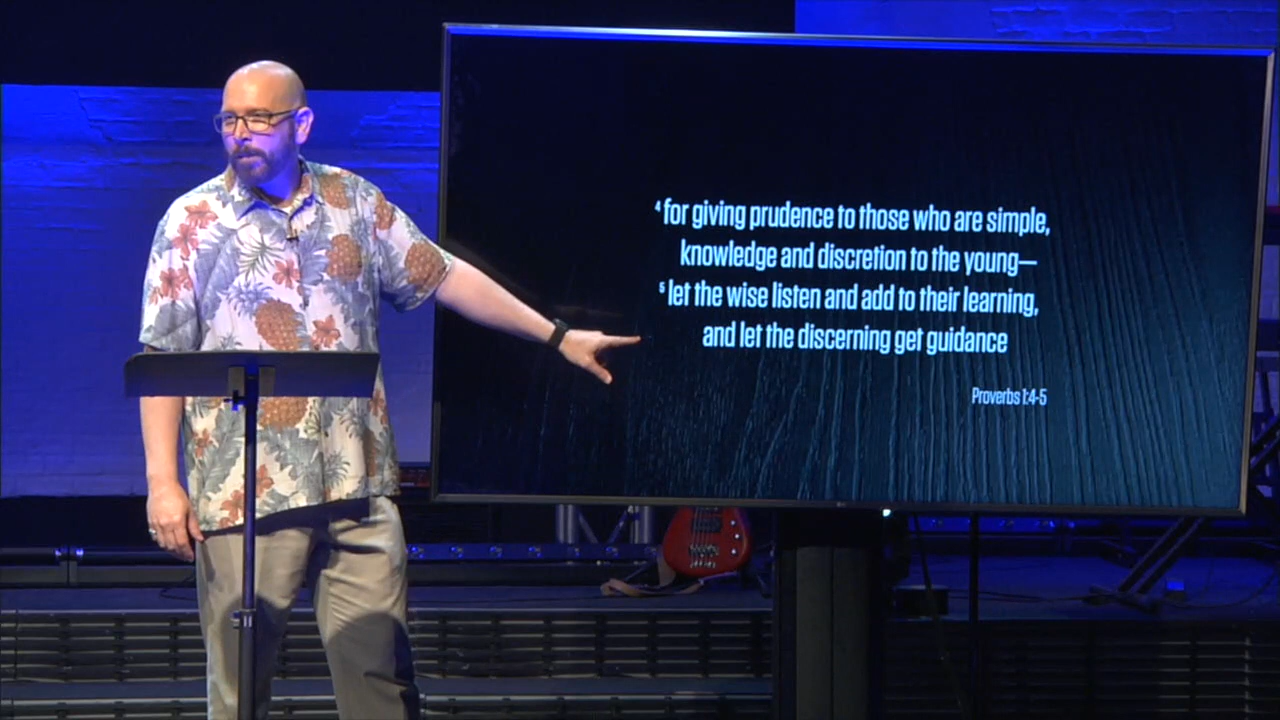 4 for giving prudence to those who are simple,
knowledge and discretion to the young—
5 let the wise listen and add to their learning,
and let the discerning get guidance
Proverbs 1:4-5